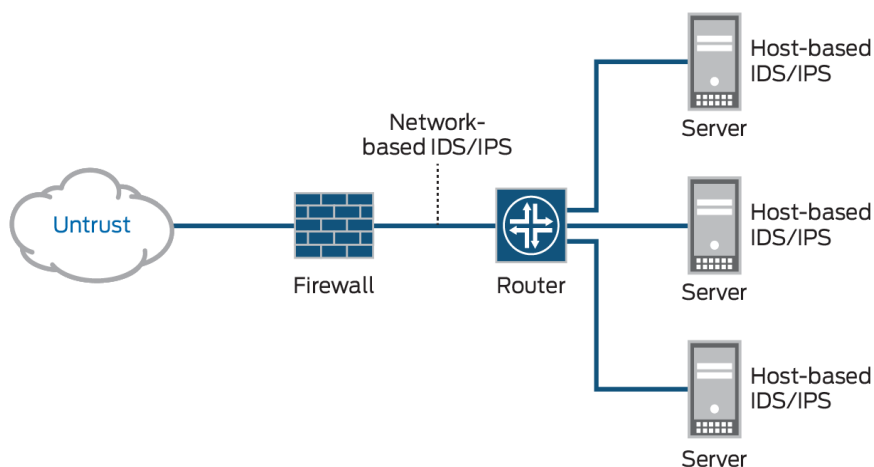 Host-based
IDS/IPS
Server
Network-
based IDS/IPS
Untrust
Firewall
Router
Host-based
IDS/IPS
Server
Host-based
IDS/IPS
Server